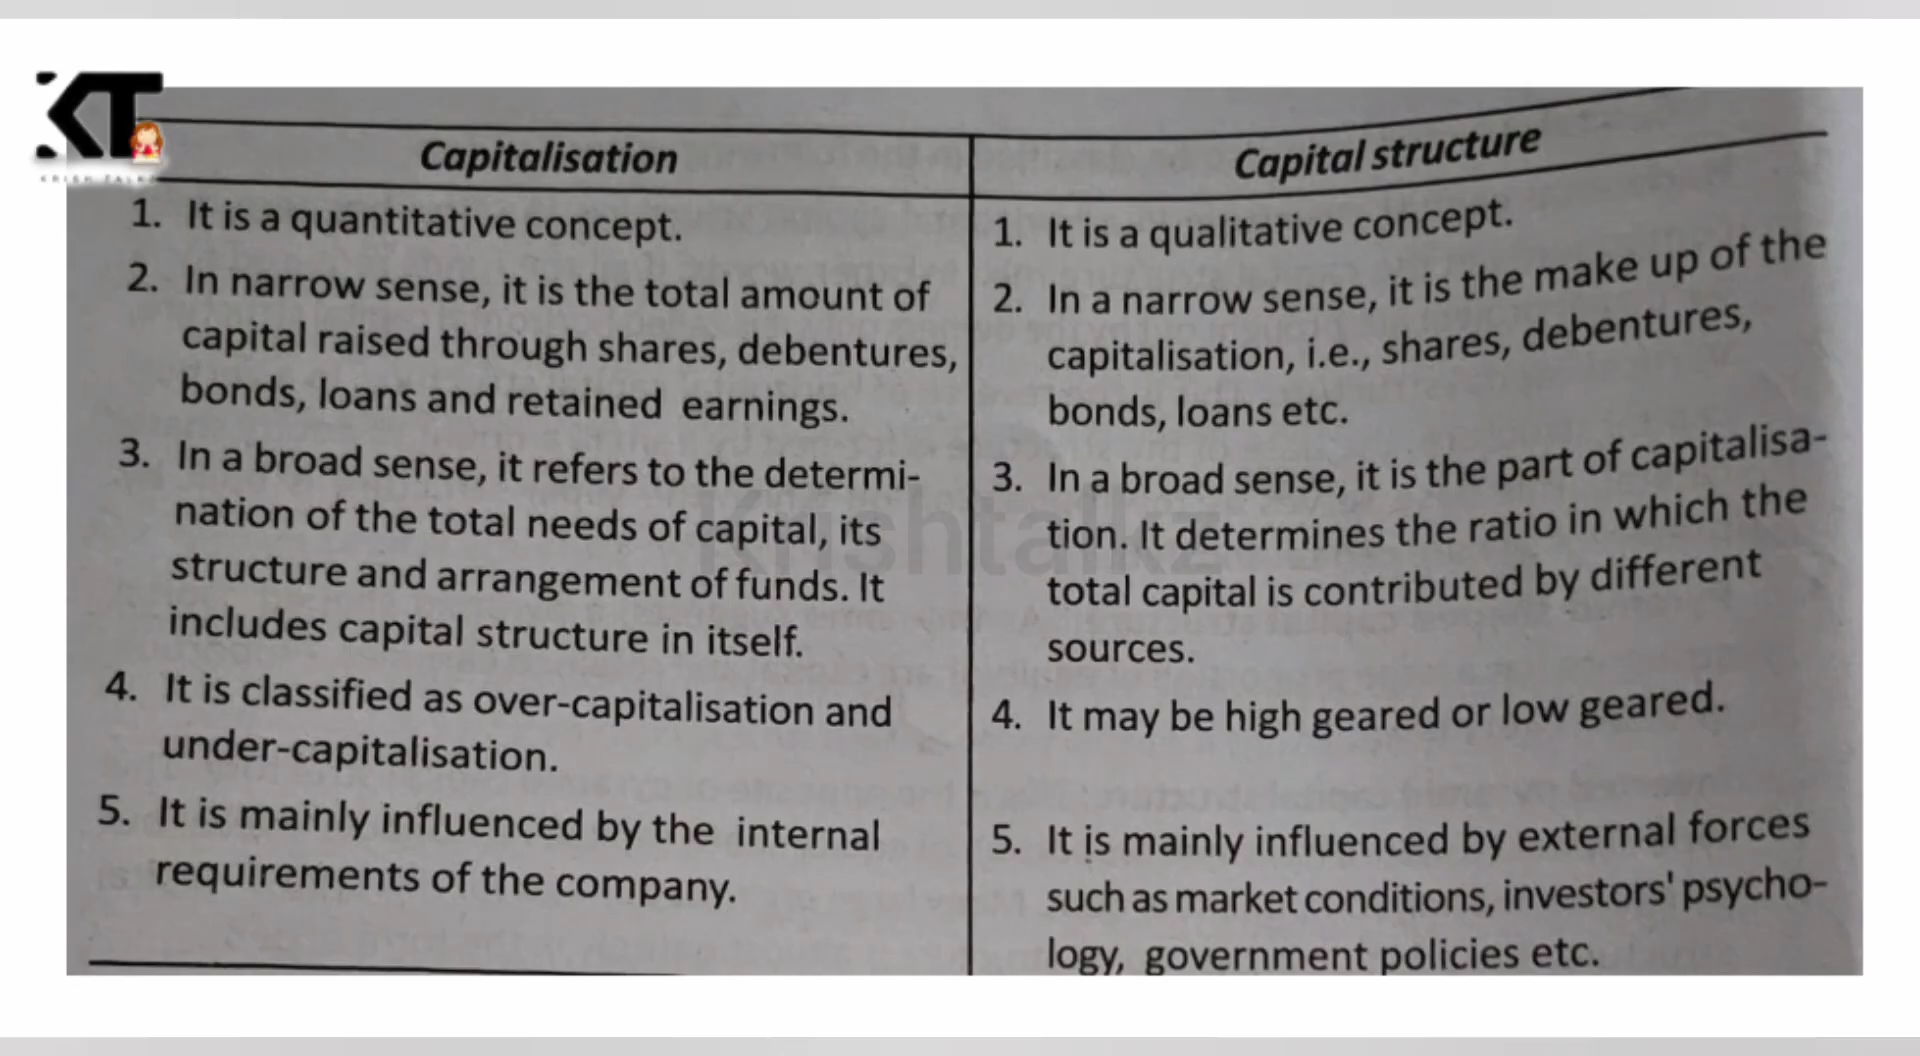 KT
KRISH TALKZ
Capitalisation
1. It is a quantitative concept.
2. In narrow sense, it is the total amount of
capital raised through shares, debentures,
bonds, loans and retained earnings.
3. In a broad sense, it refers to the determi-
nation of the total needs of capital, its
structure and arrangement of funds. It
includes capital structure in itself.
4. It is classified as over-capitalisation and
under-capitalisation.
5. It is mainly influenced by the internal
requirements of the company.
Capital structure
1. It is a qualitative concept.
2. In a narrow sense, it is the make up of the
capitalisation, i.e., shares, debentures,
bonds, loans etc.
3. In a broad sense, it is the part of capitalisa-
tion. It determines the ratio in which the
total capital is contributed by different
sources.
4. It may be high geared or low geared.
5. It is mainly influenced by external forces
such as market conditions, investors' psycho-
logy, government policies etc.
Krishtalkz